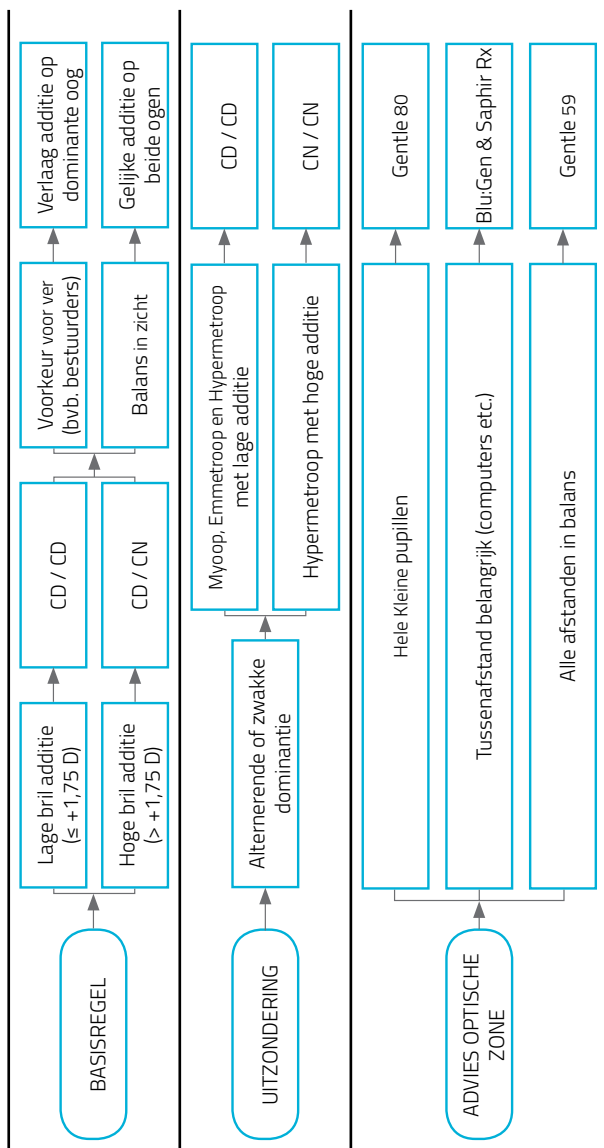 BASISREGEL
Lage bril additie
(≤ +1,75 D)
Hoge bril additie
(> +1,75 D)
CD / CD
CD / CN
Voorkeur voor ver
(bvb. bestuurders)
Balans in zicht
Verlaag additie op
dominante oog
Gelijke additie op
beide ogen
UITZONDERING
Alternerende of zwakke
dominantie
Myoop, Emmetroop en Hypermetroop
met lage additie
Hypermetroop met hoge additie
CD / CD
CN / CN
ADVIES OPTISCHE
ZONE
Hele Kleine pupillen
Tussenafstand belangrijk (computers etc.)
Alle afstanden in balans
Gentle 80
Blu:Gen & Saphir Rx
Gentle 59